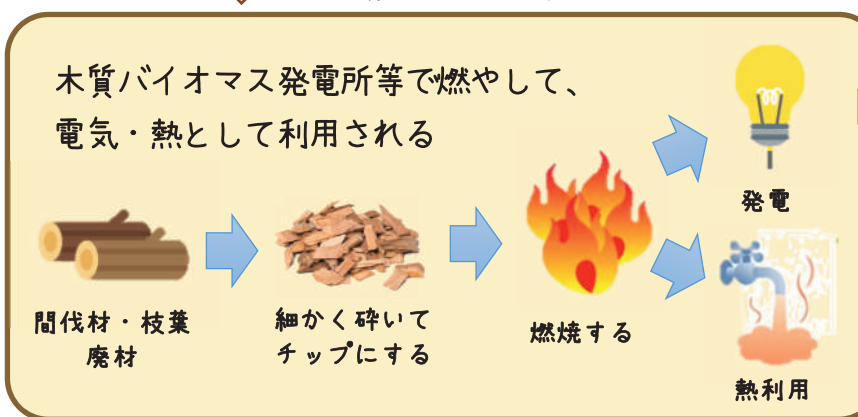 木質バイオマス発電所等で燃やして、
電気・熱として利用される
間伐材・枝葉
廃材
細かく砕いて
チップにする
燃焼する
発電
熱利用